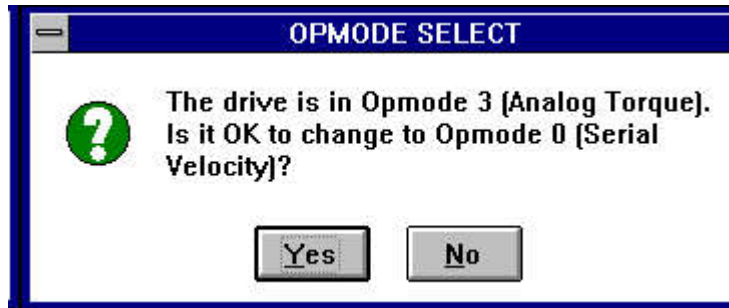 OPMODE SELECT
The drive is in Opmode 3 (Analog Torque).
Is it OK to change to Opmode 0 (Serial
Velocity)?
Yes
No